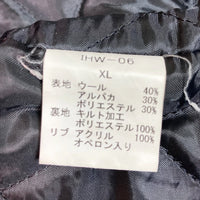 IHW-06
XL
表地 ウール 40%
アルパカ 30%
ポリエステル 30%
裏地 キルト加工
ポリエステル 100%
リブ アクリル 100%
オペロン入り